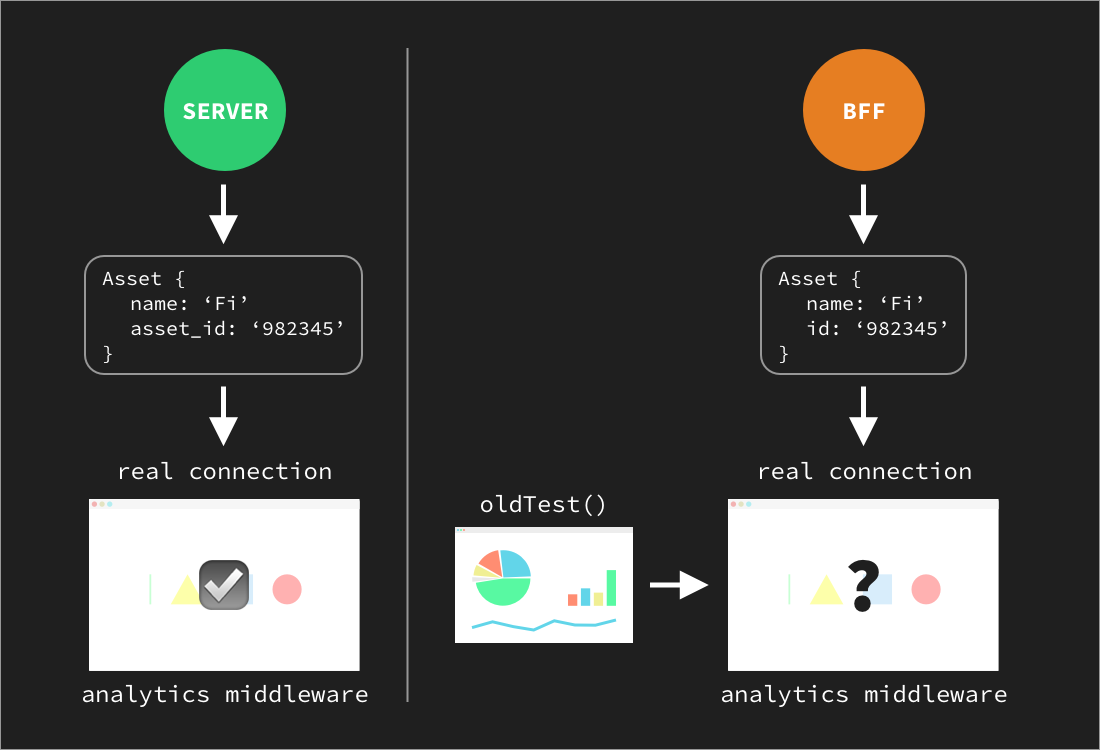 SERVER
Asset {
name: ‘Fi’
asset_id: ‘982345’
}
real connection
analytics middleware
oldTest()
BFF
Asset {
name: ‘Fi’
id: ‘982345’
}
real connection
?
analytics middleware